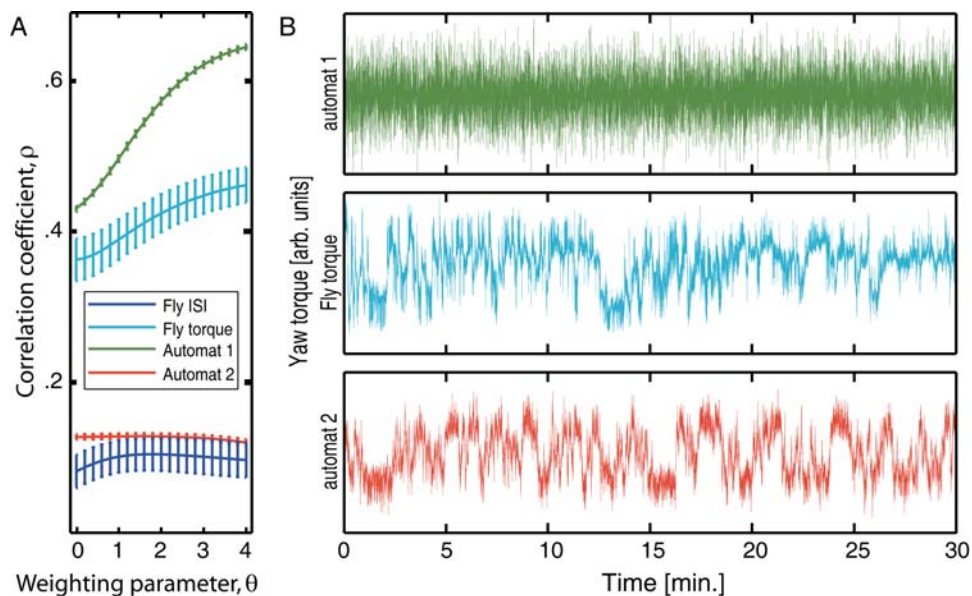 A
B
.6
.4
.2
Correlation coefficient, ρ
Fly ISI
Fly torque
Automat 1
Automat 2
0 1 2 3 4
Weighting parameter, θ
Yaw torque [arb. units]
automat 1
Fly torque
automat 2
0 5 10 15 20 25 30
Time [min.]